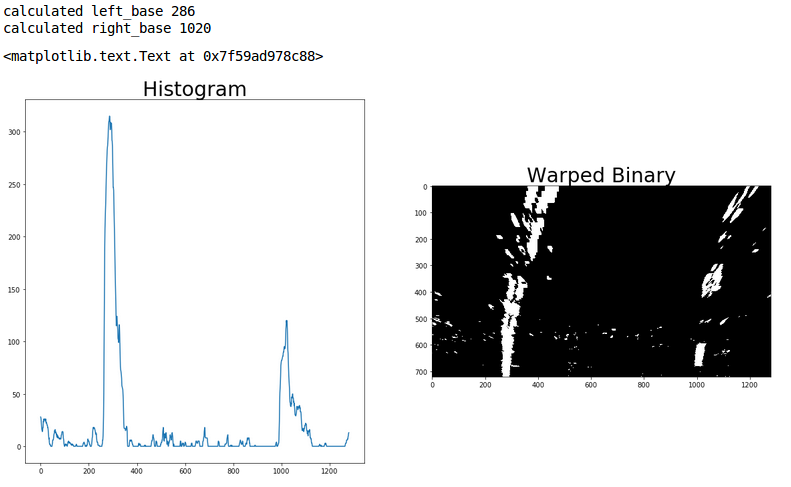 calculated left_base 286
calculated right_base 1020
<matplotlib.text.Text at 0x7f59ad978c88>
Histogram
300
250
200
150
100
50
0
0 200 400 600 800 1000 1200
Warped Binary
0
100
200
300
400
500
600
700
0 200 400 600 800 1000 1200